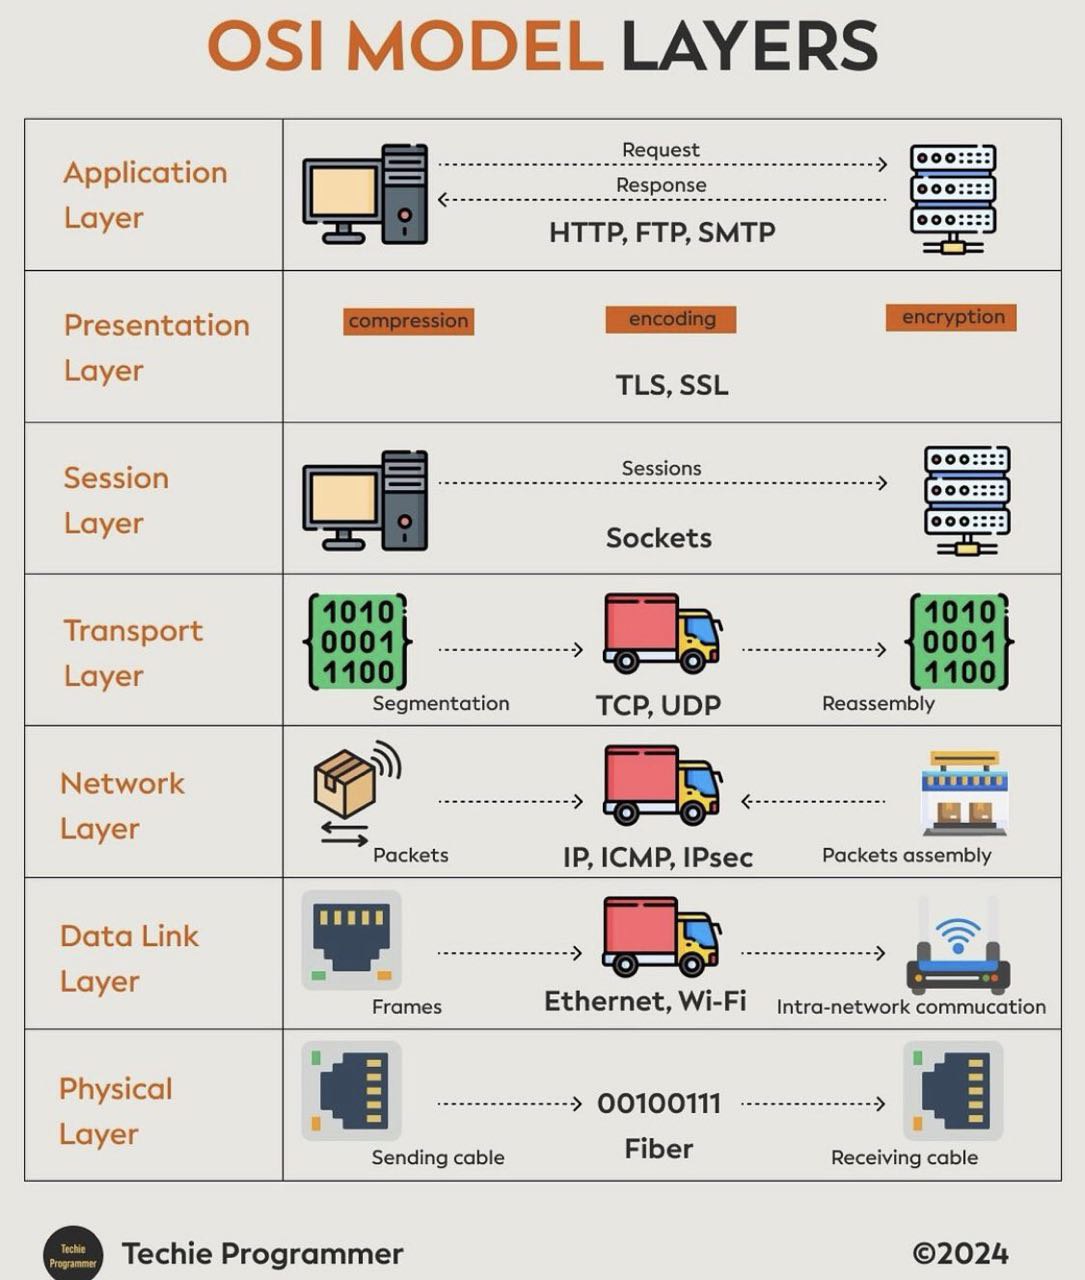 OSI MODEL LAYERS
Application
Layer
Request
Response
HTTP, FTP, SMTP
Presentation
Layer
compression
encoding
encryption
TLS, SSL
Session
Layer
Sessions
Sockets
Transport
Layer
1010
0001
1100
Segmentation
TCP, UDP
1010
0001
1100
Reassembly
Network
Layer
Packets
IP, ICMP, IPsec
Packets assembly
Data Link
Layer
Frames
Ethernet, Wi-Fi
Intra-network commucation
Physical
Layer
Sending cable
00100111
Fiber
Receiving cable
Techie
Programmer
Techie Programmer
©2024